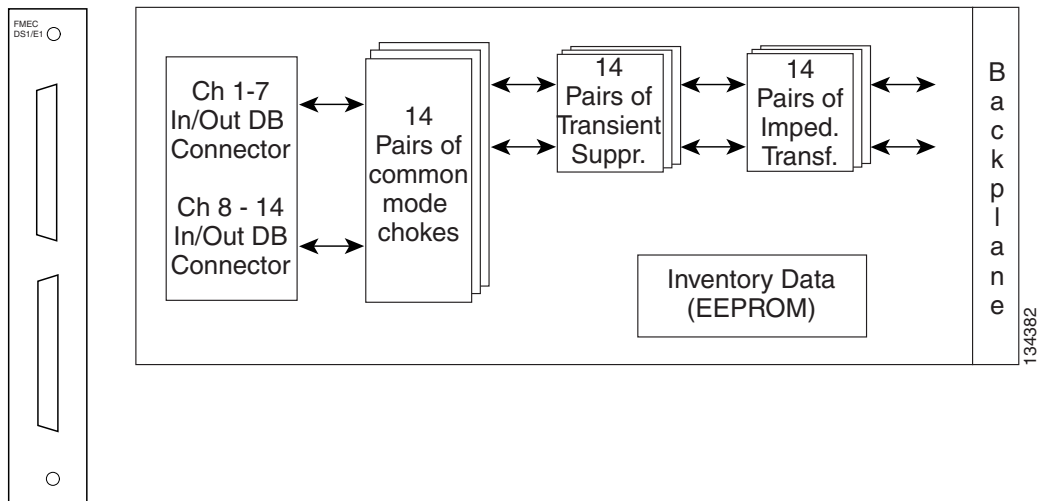 FMEC
DS1/E1
Ch 1-7
In/Out DB
Connector
Ch 8 - 14
In/Out DB
Connector
14
Pairs of
common
mode
chokes
14
Pairs of
Transient
Suppr.
14
Pairs of
Imped.
Transf.
Inventory Data
(EEPROM)
B
a
c
k
p
l
a
n
e
134382